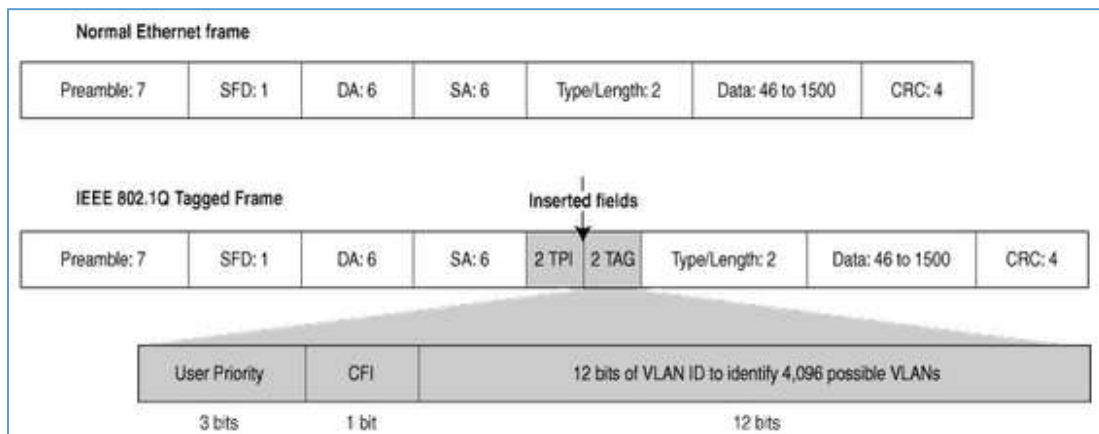 Normal Ethernet frame
Preamble: 7 SFD: 1 DA: 6 SA: 6 Type/Length: 2 Data: 46 to 1500 CRC: 4
IEEE 802.1Q Tagged Frame Inserted fields
Preamble: 7 SFD: 1 DA: 6 SA: 6 2 TPI 2 TAG Type/Length: 2 Data: 46 to 1500 CRC: 4
User Priority CFI 12 bits of VLAN ID to identify 4,096 possible VLANs
3 bits 1 bit 12 bits